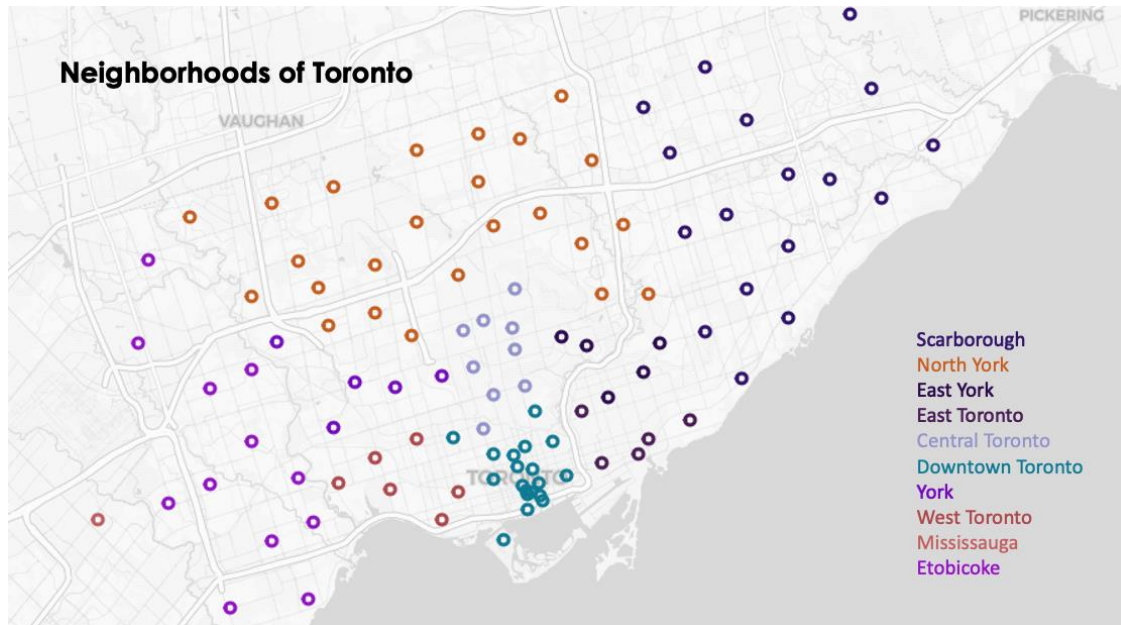 PICKERING
Neighborhoods of Toronto
VAUGHAN
Scarborough
North York
East York
East Toronto
Central Toronto
TORONTO
Downtown Toronto
York
West Toronto
Mississauga
Etobicoke